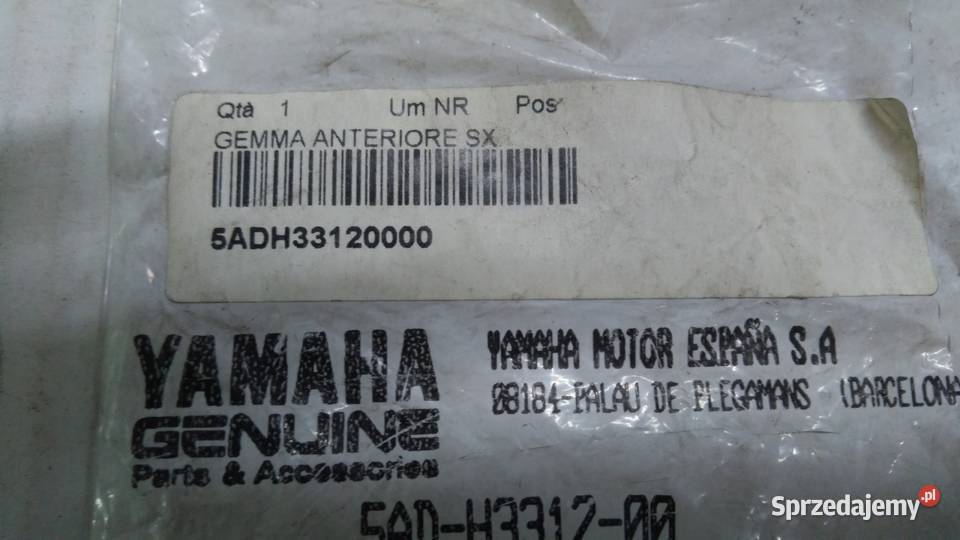 Qtà 1 Um NR Pos
GEMMA ANTERIORE SX
5ADH33120000
YAMAHA
GENUINE
Parts & Accessories
YAMAHA MOTOR ESPAÑA S.A
08184-PALAU DE PLEGAMANS (BARCELONA
5AD-H3312-00
Sprzedajemy.pl